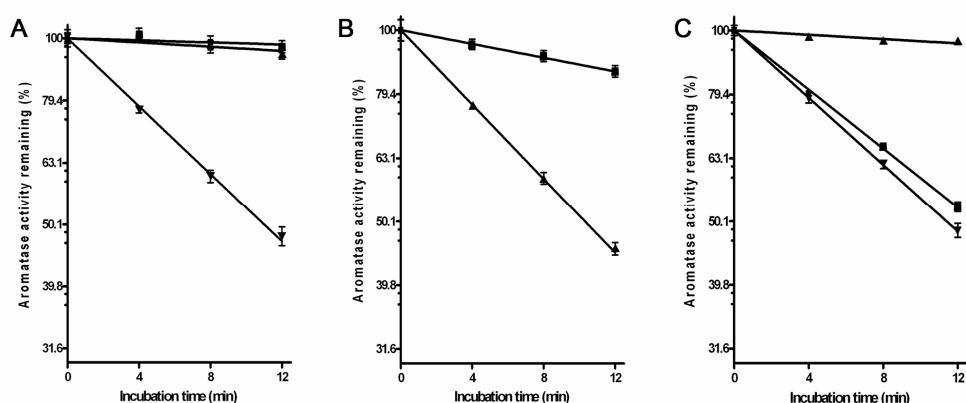 A
Aromatase activity remaining (%)
100
79.4
63.1
50.1
39.8
31.6
0 4 8 12
Incubation time (min)
B
Aromatase activity remaining (%)
100
79.4
63.1
50.1
39.8
31.6
0 4 8 12
Incubation time (min)
C
Aromatase activity remaining (%)
100
79.4
63.1
50.1
39.8
31.6
0 4 8 12
Incubation time (min)